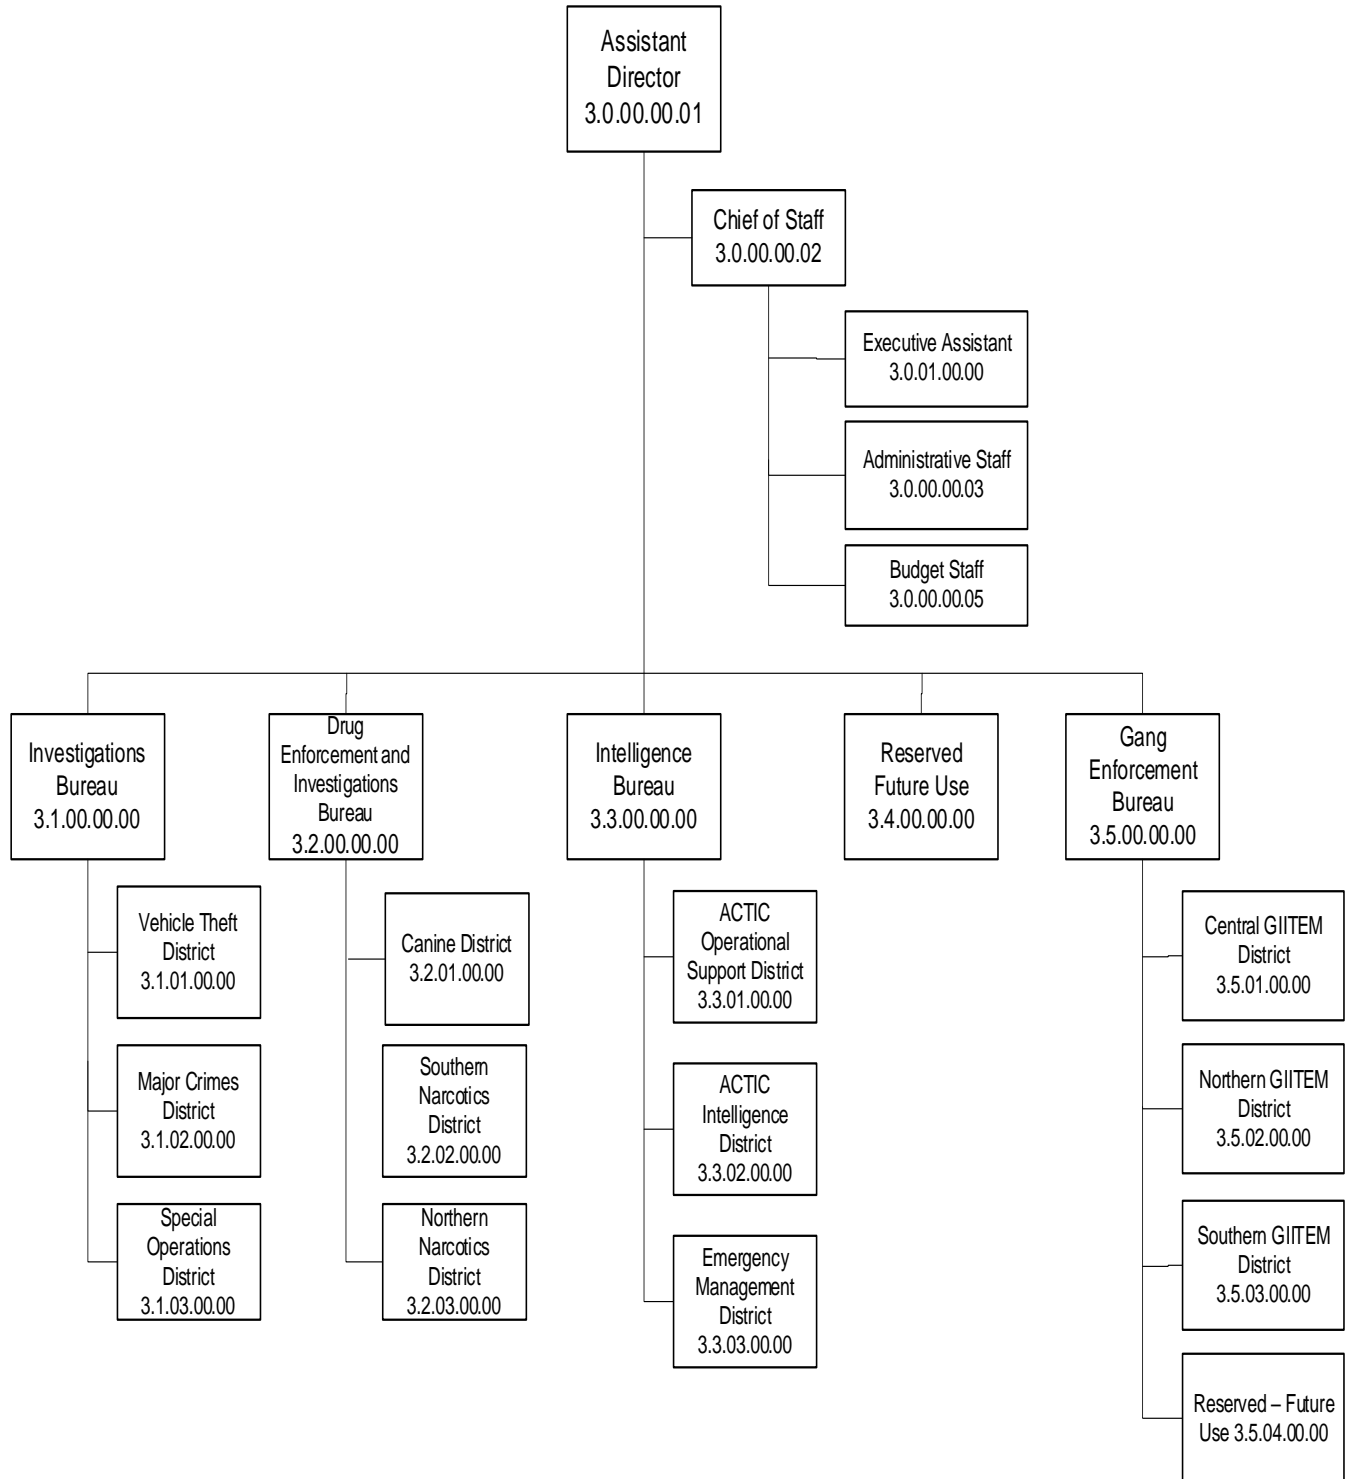 Assistant
Director
3.0.00.00.01
Chief of Staff
3.0.00.00.02
Executive Assistant
3.0.01.00.00
Administrative Staff
3.0.00.00.03
Budget Staff
3.0.00.00.05
Investigations
Bureau
3.1.00.00.00
Drug
Enforcement and
Investigations
Bureau
3.2.00.00.00
Intelligence
Bureau
3.3.00.00.00
Reserved
Future Use
3.4.00.00.00
Gang
Enforcement
Bureau
3.5.00.00.00
Vehicle Theft
District
3.1.01.00.00
Major Crimes
District
3.1.02.00.00
Special
Operations
District
3.1.03.00.00
Canine District
3.2.01.00.00
Southern
Narcotics
District
3.2.02.00.00
Northern
Narcotics
District
3.2.03.00.00
ACTIC
Operational
Support District
3.3.01.00.00
ACTIC
Intelligence
District
3.3.02.00.00
Emergency
Management
District
3.3.03.00.00
Central GIITEM
District
3.5.01.00.00
Northern GIITEM
District
3.5.02.00.00
Southern GIITEM
District
3.5.03.00.00
Reserved – Future
Use 3.5.04.00.00